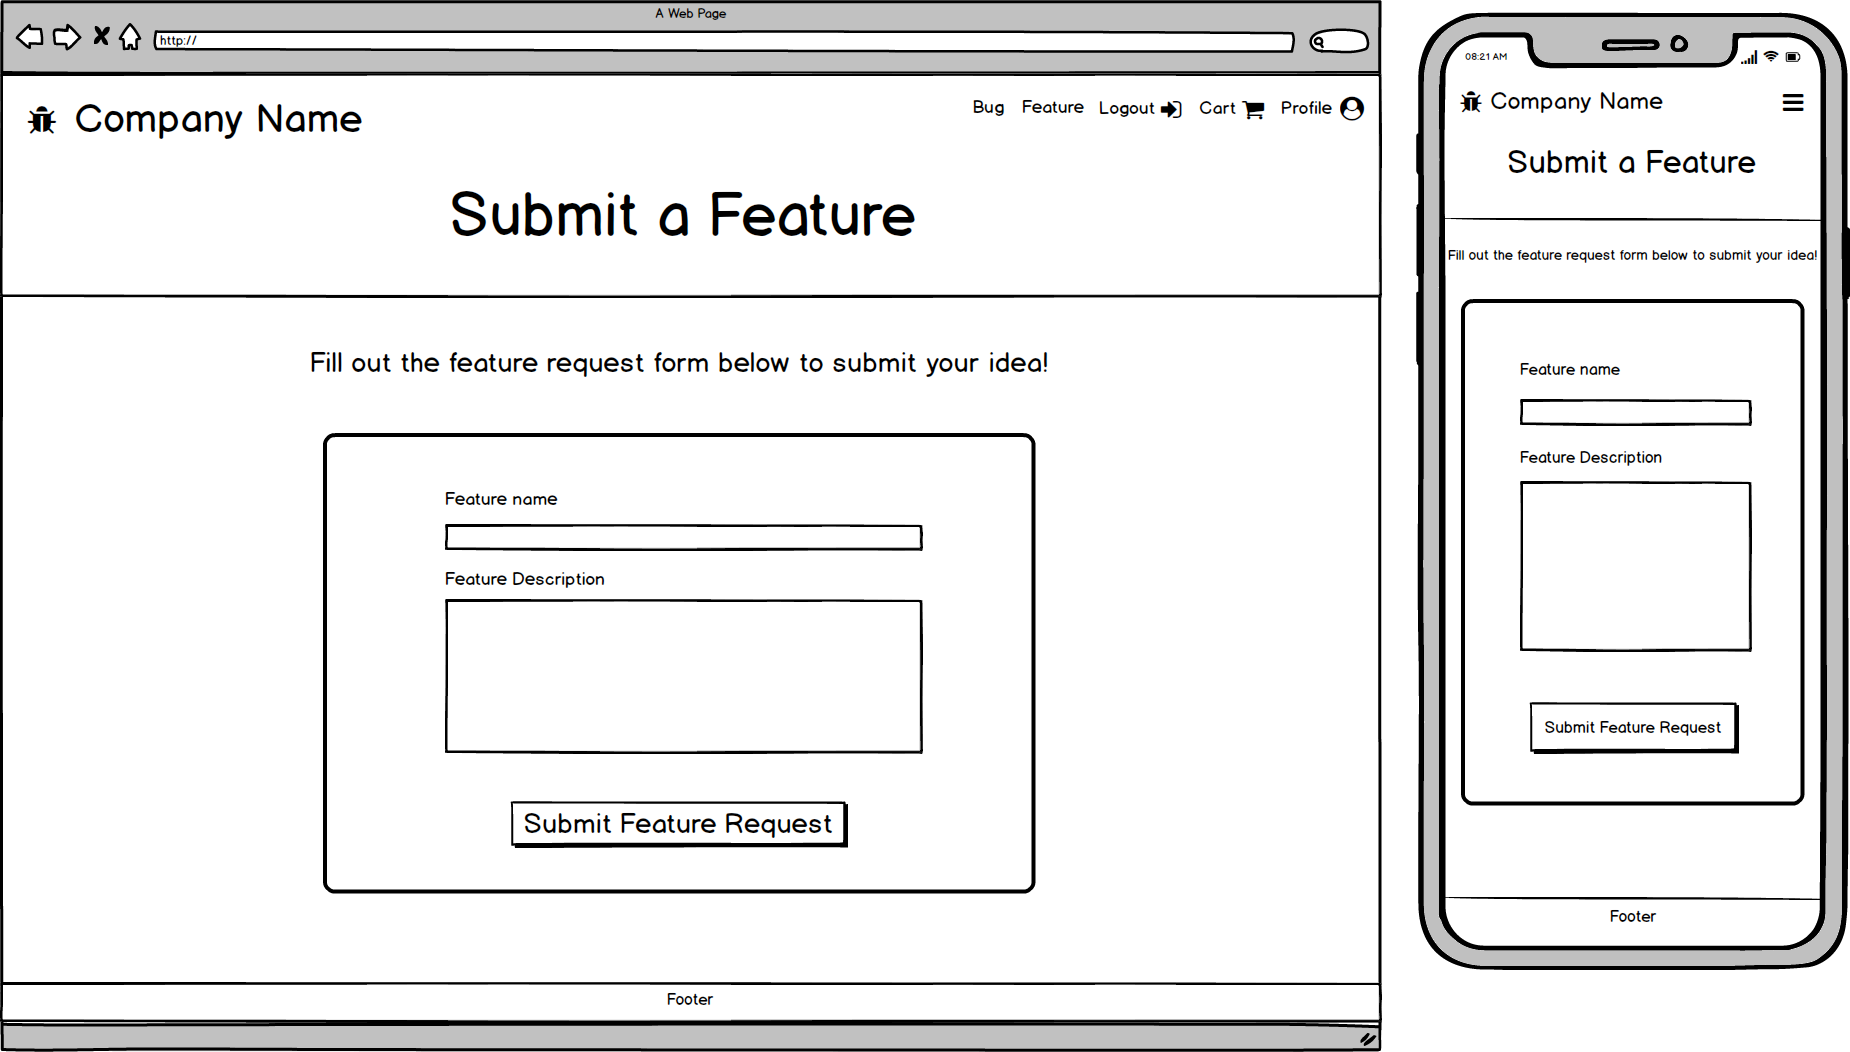 A Web Page
http://
Company Name
Bug Feature Logout Cart Profile
Submit a Feature
Fill out the feature request form below to submit your idea!
Feature name
Feature Description
Submit Feature Request
Footer
08:21 AM
Company Name
Submit a Feature
Fill out the feature request form below to submit your idea!
Feature name
Feature Description
Submit Feature Request
Footer